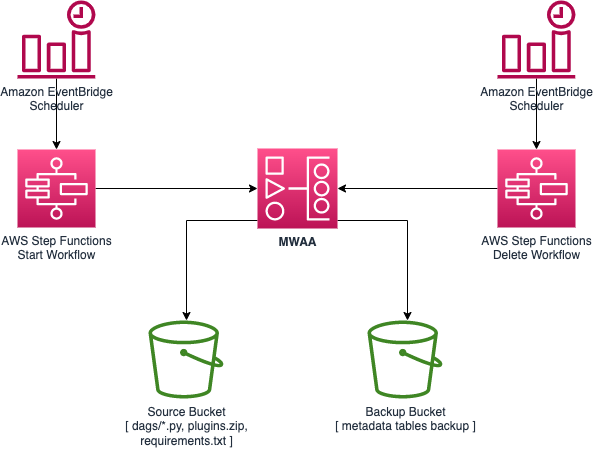 Amazon EventBridge
Scheduler
Amazon EventBridge
Scheduler
AWS Step Functions
Start Workflow
MWAA
AWS Step Functions
Delete Workflow
Source Bucket
[ dags/*.py, plugins.zip,
requirements.txt ]
Backup Bucket
[ metadata tables backup ]